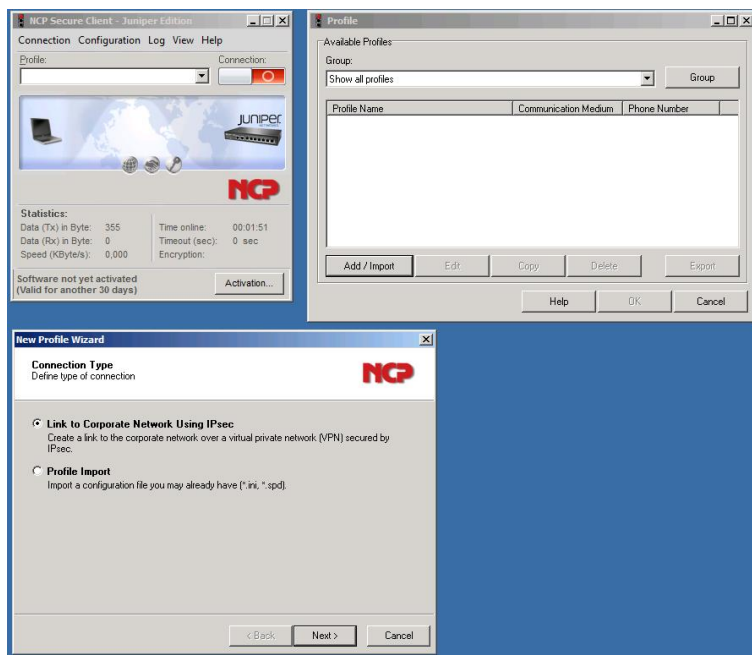 NCP Secure Client - Juniper Edition
Connection Configuration Log View Help
Profile:
Connection:
JUNIPER
NETWORKS
NCP
Statistics:
Data (Tx) in Byte: 355 Time online: 00:01:51
Data (Rx) in Byte: 0 Timeout (sec): 0 sec
Speed (KByte/s): 0,000 Encryption:
Software not yet activated
(Valid for another 30 days)
Activation...
Profile
Available Profiles
Group:
Show all profiles
Group
Profile Name Communication Medium Phone Number
Add / Import Edit Copy Delete Export
Help OK Cancel
New Profile Wizard
Connection Type
Define type of connection
NCP
Link to Corporate Network Using IPsec
Create a link to the corporate network over a virtual private network (VPN) secured by
IPsec.
Profile Import
Import a configuration file you may already have (*.ini, *.spd).
< Back Next > Cancel